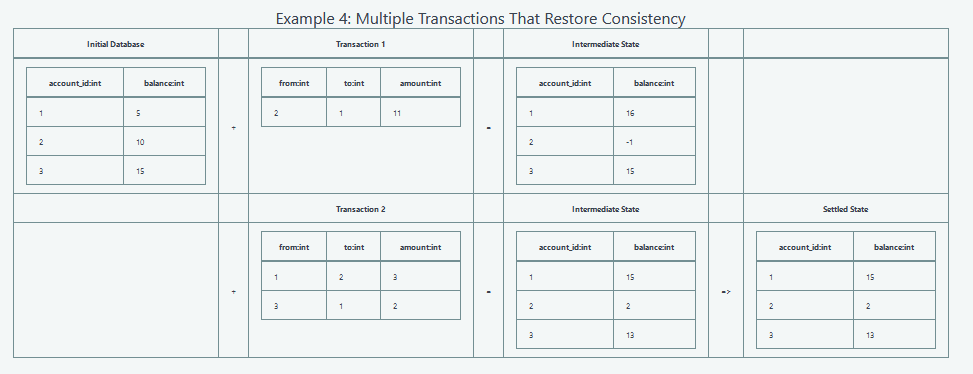 Example 4: Multiple Transactions That Restore Consistency
Initial Database + Transaction 1 Intermediate State
account_id:int balance:int from:int to:int amount:int account_id:int balance:int
1 5 2 1 11 1 16
+ =
2 10 2 -1
3 15 3 15
Transaction 2 Intermediate State Settled State
from:int to:int amount:int account_id:int balance:int account_id:int balance:int
1 2 3 1 15 1 15
+ = =>
3 1 2 2 2 2 2
3 13 3 13